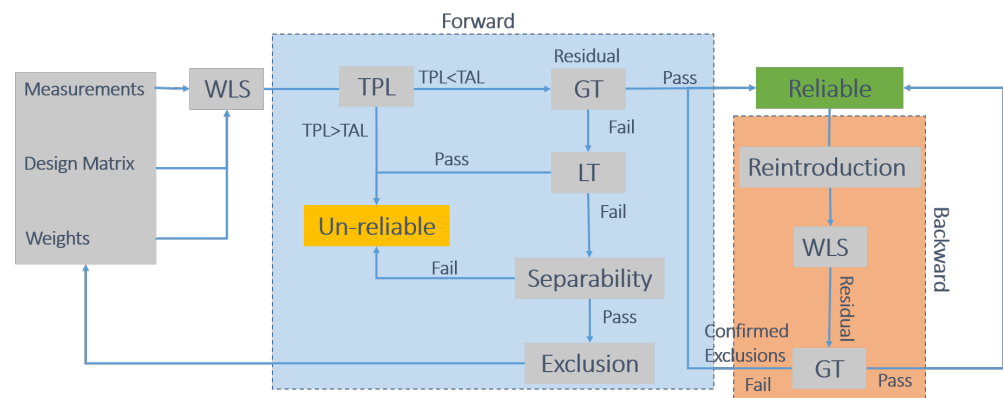 Forward
Residual
Measurements
WLS
TPL
TPL<TAL
GT
Pass
Reliable
TPL>TAL
Fail
Design Matrix
Pass
LT
Reintroduction
Un-reliable
Fail
Weights
WLS
Backward
Fail
Separability
Residual
Pass
Confirmed
Exclusions
Exclusion
GT
Fail
Pass